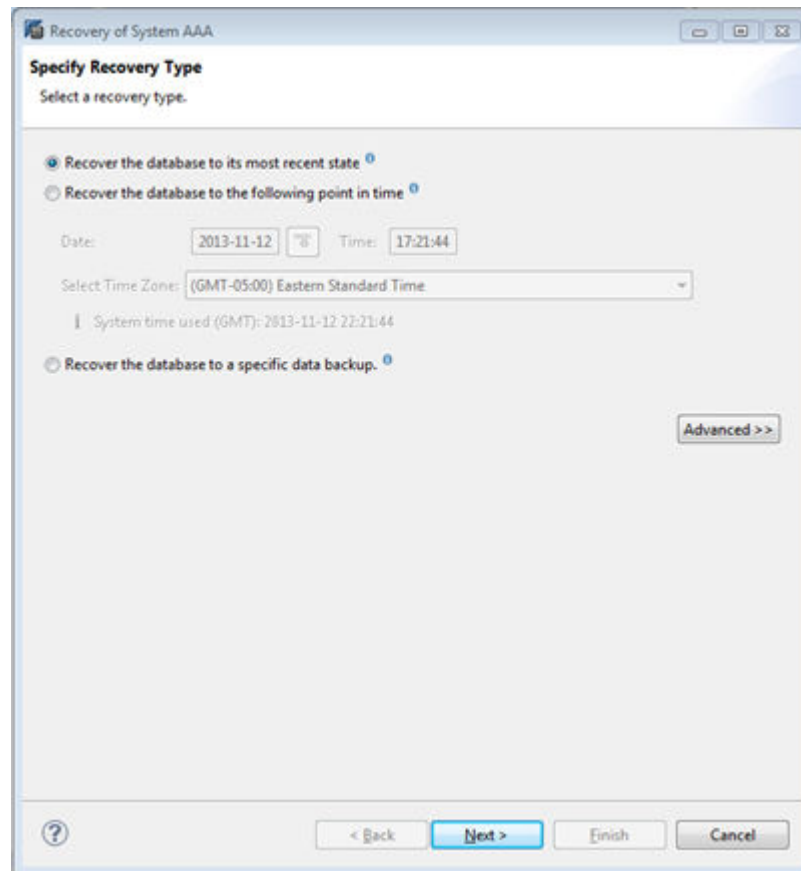 Recovery of System AAA
Specify Recovery Type
Select a recovery type.
Recover the database to its most recent state
Recover the database to the following point in time
Date: 2013-11-12 Time: 17:21:44
Select Time Zone: (GMT-05:00) Eastern Standard Time
System time used (GMT): 2013-11-12 22:21:44
Recover the database to a specific data backup.
Advanced >>
< Back Next > Finish Cancel